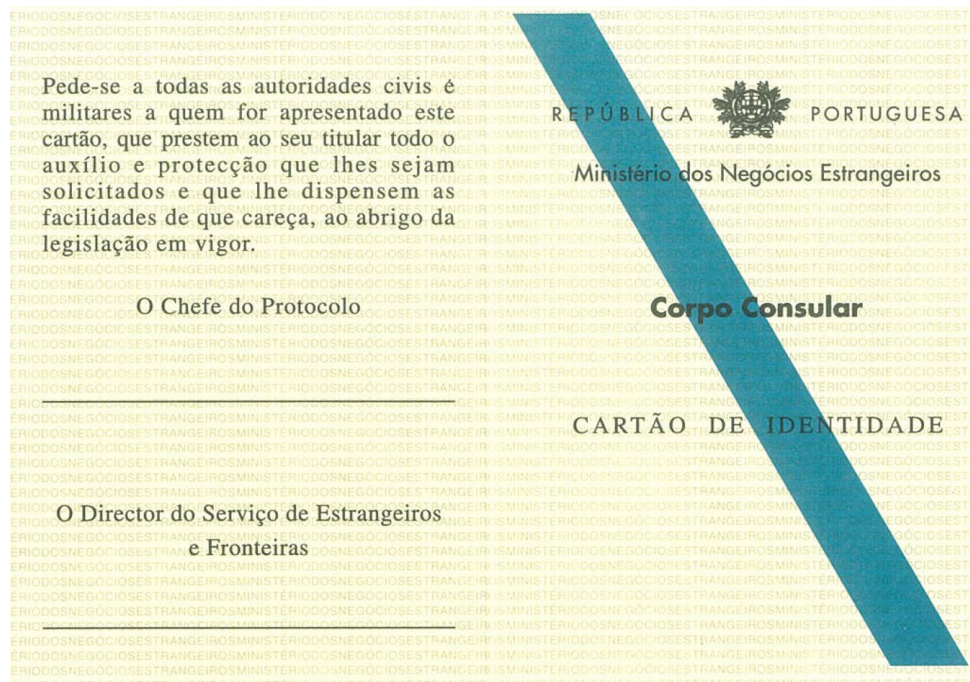 Pede-se a todas as autoridades civis e
militares a quem for apresentado este
cartão, que prestem ao seu titular todo o
auxílio e protecção que lhes sejam
solicitados e que lhe dispensem as
facilidades de que careça, ao abrigo da
legislação em vigor.
O Chefe do Protocolo
O Director do Serviço de Estrangeiros
e Fronteiras
REPÚBLICA PORTUGUESA
Ministério dos Negócios Estrangeiros
Corpo Consular
CARTÃO DE IDENTIDADE